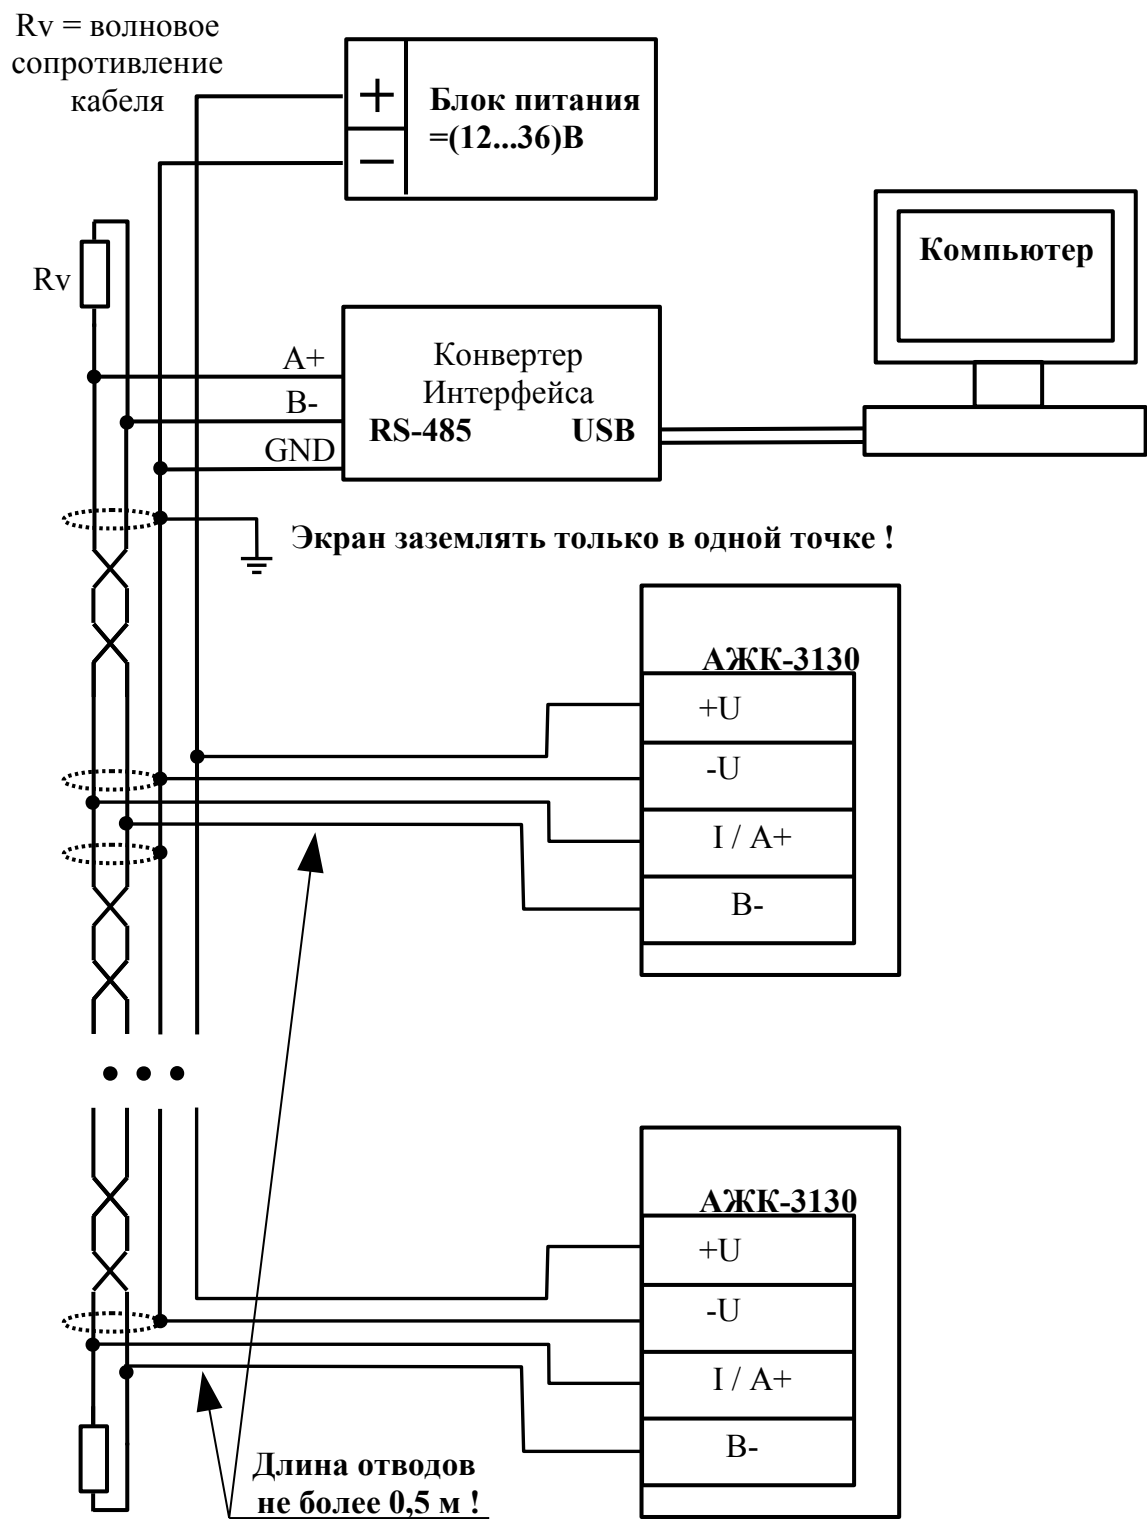 Rv = волновое
сопротивление
кабеля
+
Блок питания
=(12...36)В
−
Компьютер
Rv
A+
Конвертер
Интерфейса
B-
RS-485 USB
GND
Экран заземлять только в одной точке !
АЖК-3130
+U
-U
I / A+
B-
АЖК-3130
+U
-U
I / A+
B-
Длина отводов
не более 0,5 м !